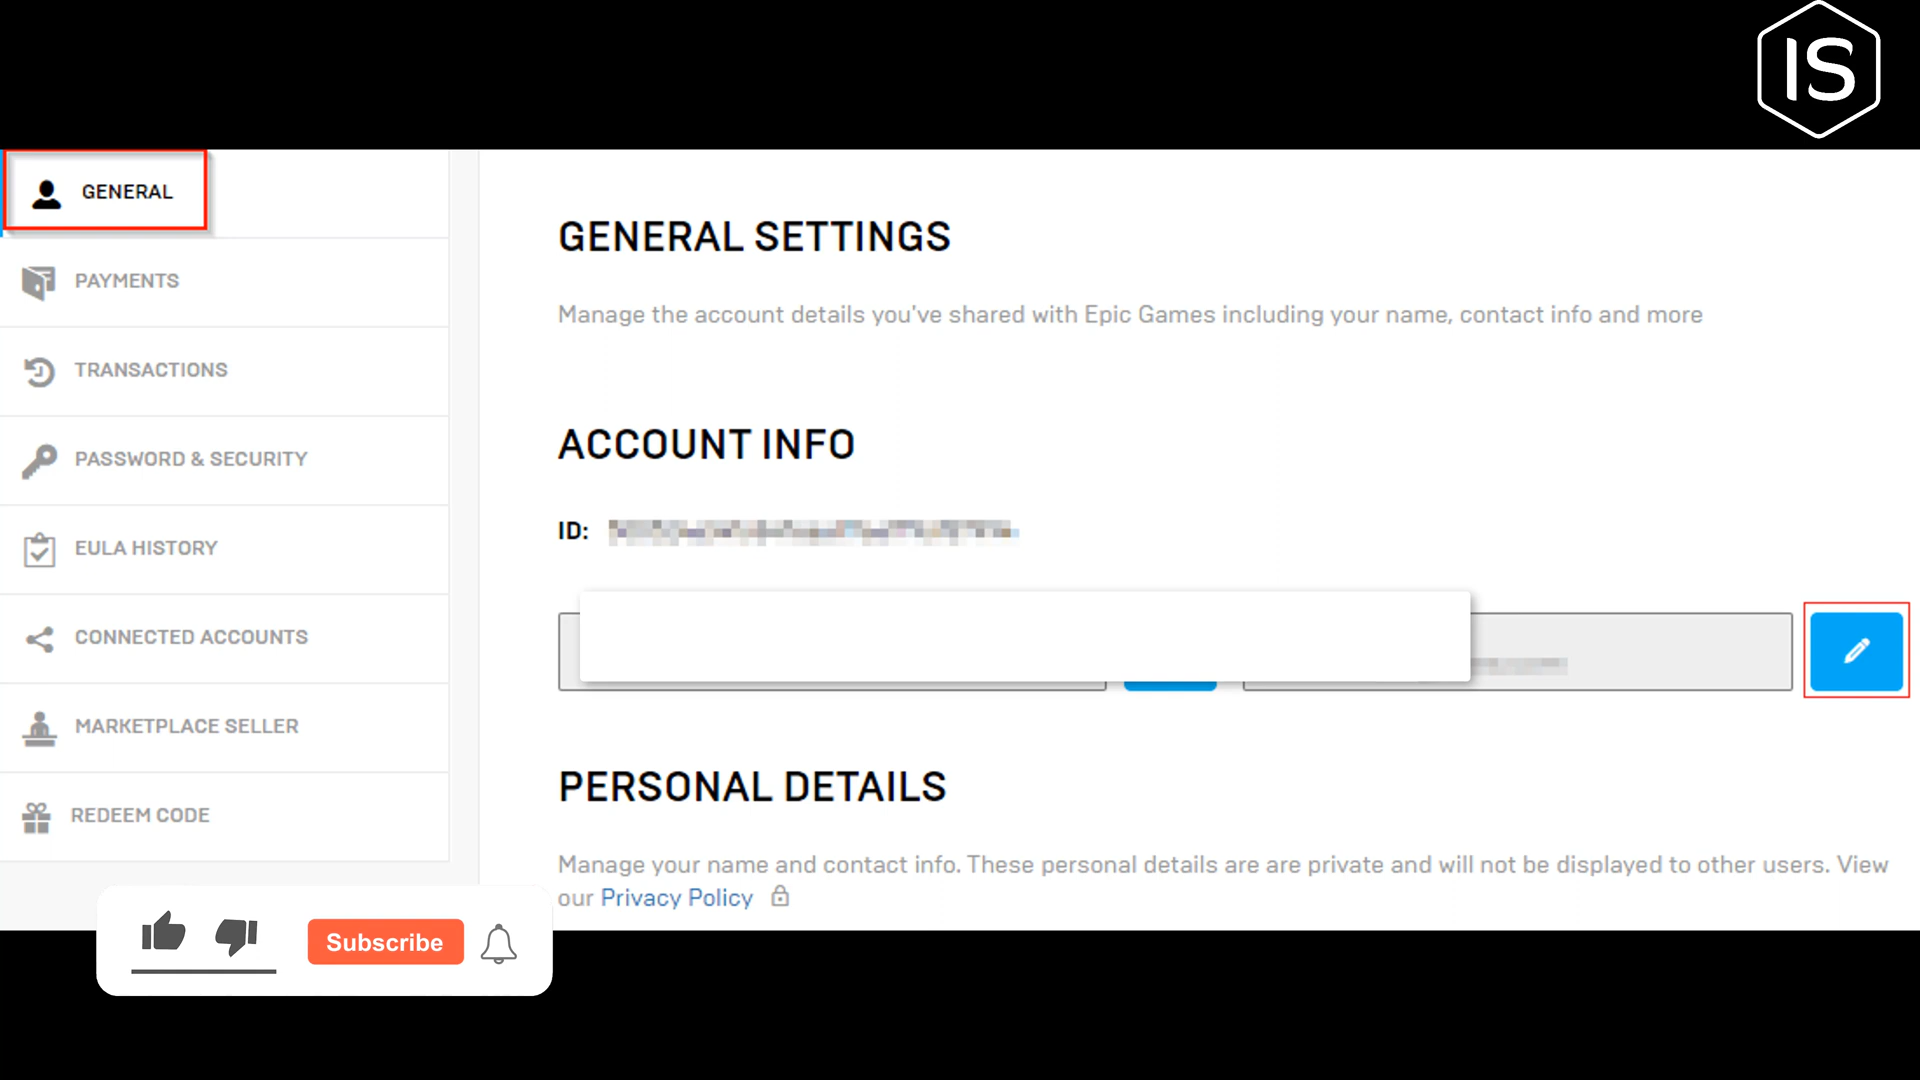 IS
GENERAL
PAYMENTS
TRANSACTIONS
PASSWORD & SECURITY
EULA HISTORY
CONNECTED ACCOUNTS
MARKETPLACE SELLER
REDEEM CODE
GENERAL SETTINGS
Manage the account details you've shared with Epic Games including your name, contact info and more
ACCOUNT INFO
ID:
PERSONAL DETAILS
Manage your name and contact info. These personal details are are private and will not be displayed to other users. View
our Privacy Policy
Subscribe